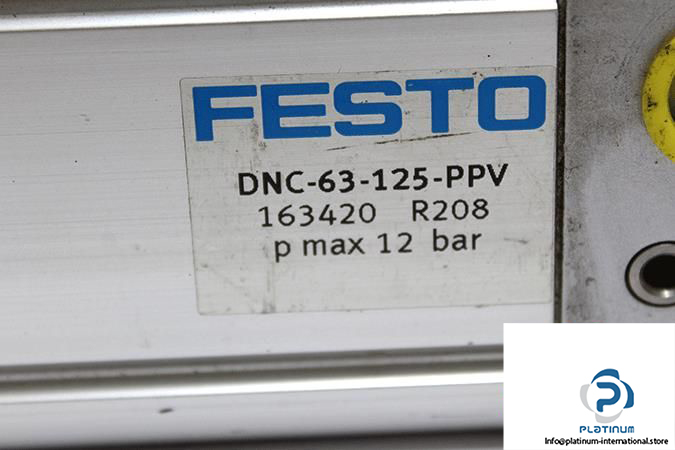 FESTO
DNC-63-125-PPV
163420 R208
p max 12 bar
PLATINUM
Info@platinum-international.store